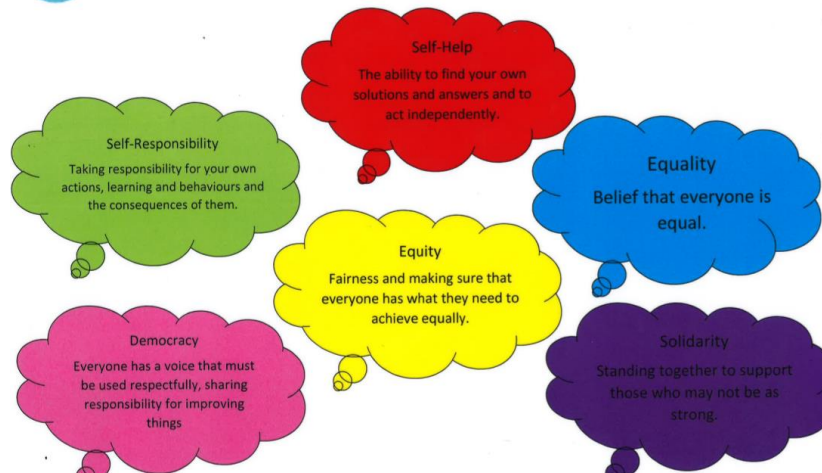 Self-Help
The ability to find your own
solutions and answers and to
act independently.
Self-Responsibility
Taking responsibility for your own
actions, learning and behaviours and
the consequences of them.
Equality
Belief that everyone is
equal.
Equity
Fairness and making sure that
everyone has what they need to
achieve equally.
Democracy
Everyone has a voice that must
be used respectfully, sharing
responsibility for improving
things
Solidarity
Standing together to support
those who may not be as
strong.